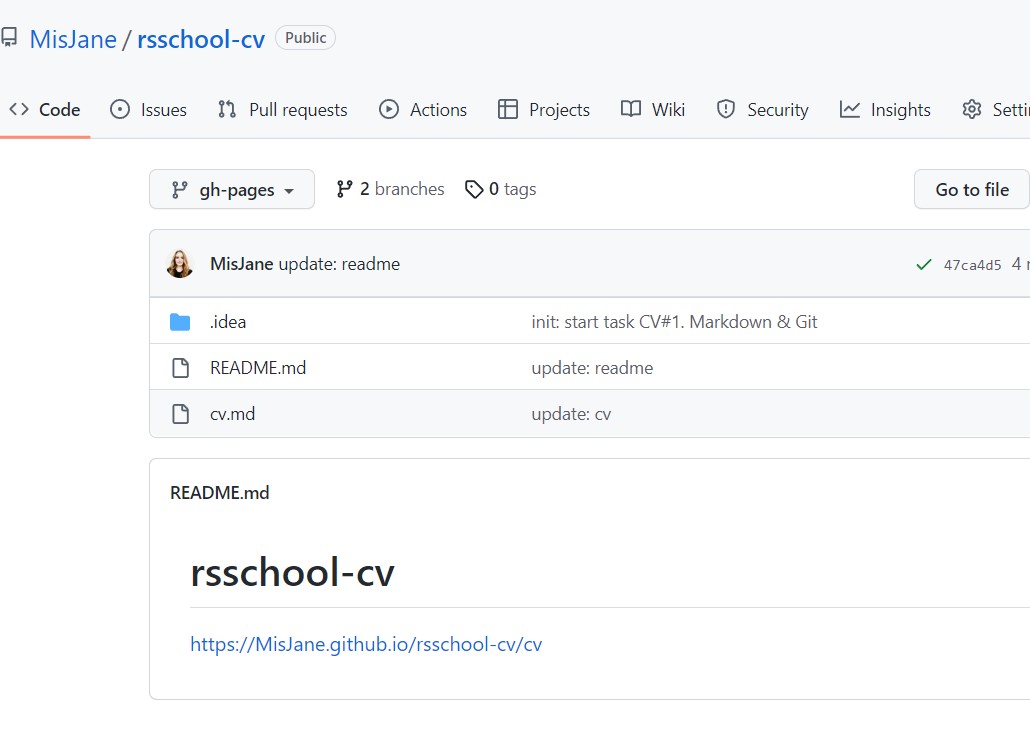 MisJane / rsschool-cv Public
Code Issues Pull requests Actions Projects Wiki Security Insights
gh-pages 2 branches 0 tags Go to file
MisJane update: readme 47ca4d5 4
.idea init: start task CV#1. Markdown & Git
README.md update: readme
cv.md update: cv
README.md
rsschool-cv
https://MisJane.github.io/rsschool-cv/cv